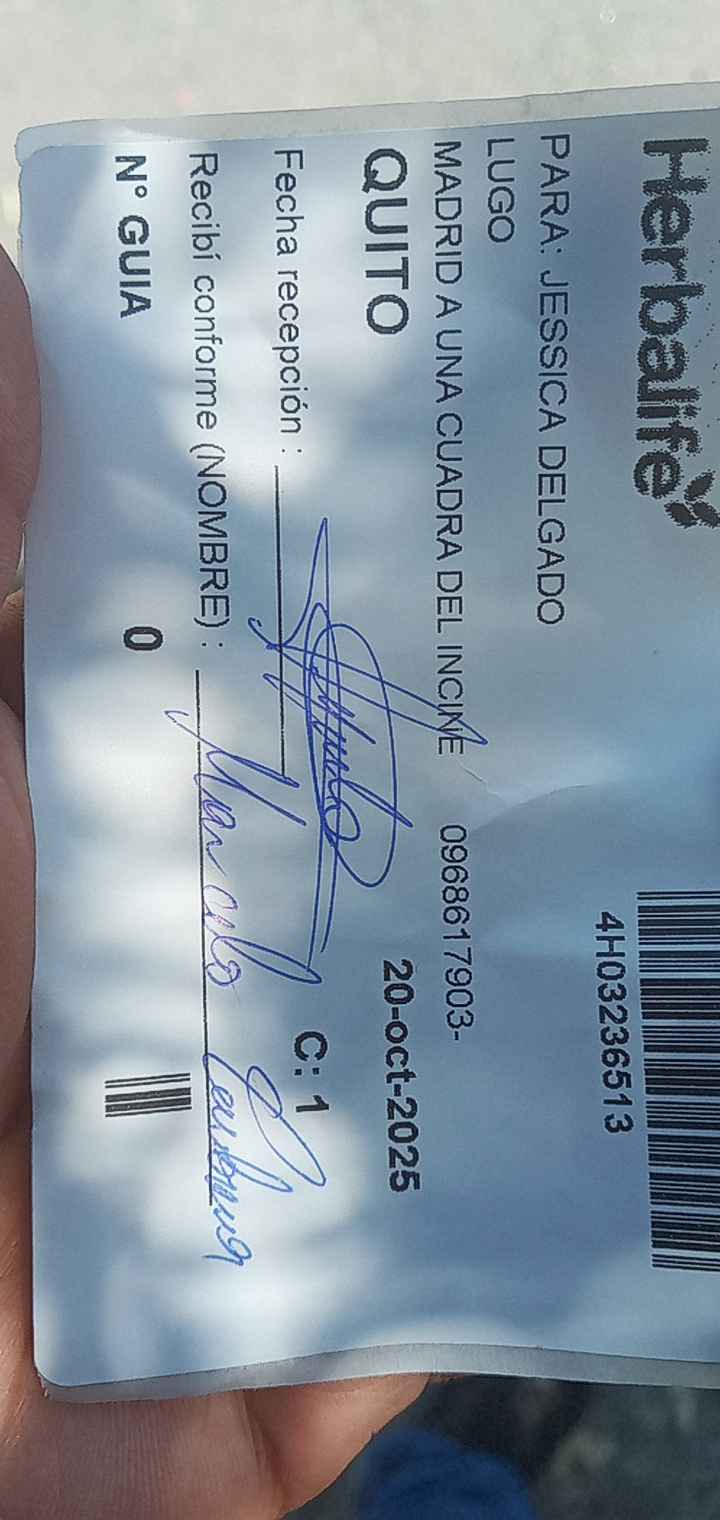 Herbalife
4H03236513
PARA: JESSICA DELGADO
LUGO
MADRID A UNA CUADRA DEL INCINE 0968617903-
QUITO 20-oct-2025
Fecha recepción : C: 1
Recibí conforme (NOMBRE) : Marcelo
N° GUIA 0